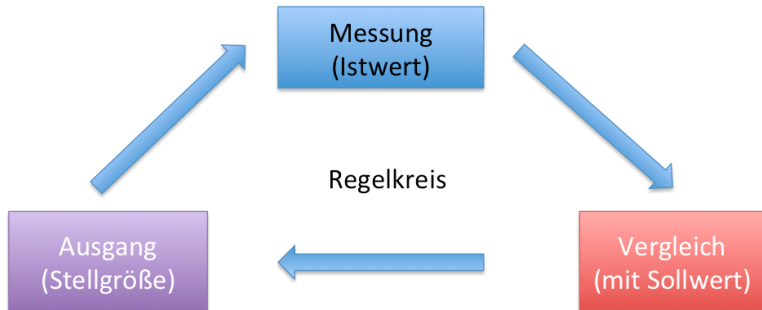 Messung
(Istwert)
Regelkreis
Ausgang
(Stellgröße)
Vergleich
(mit Sollwert)